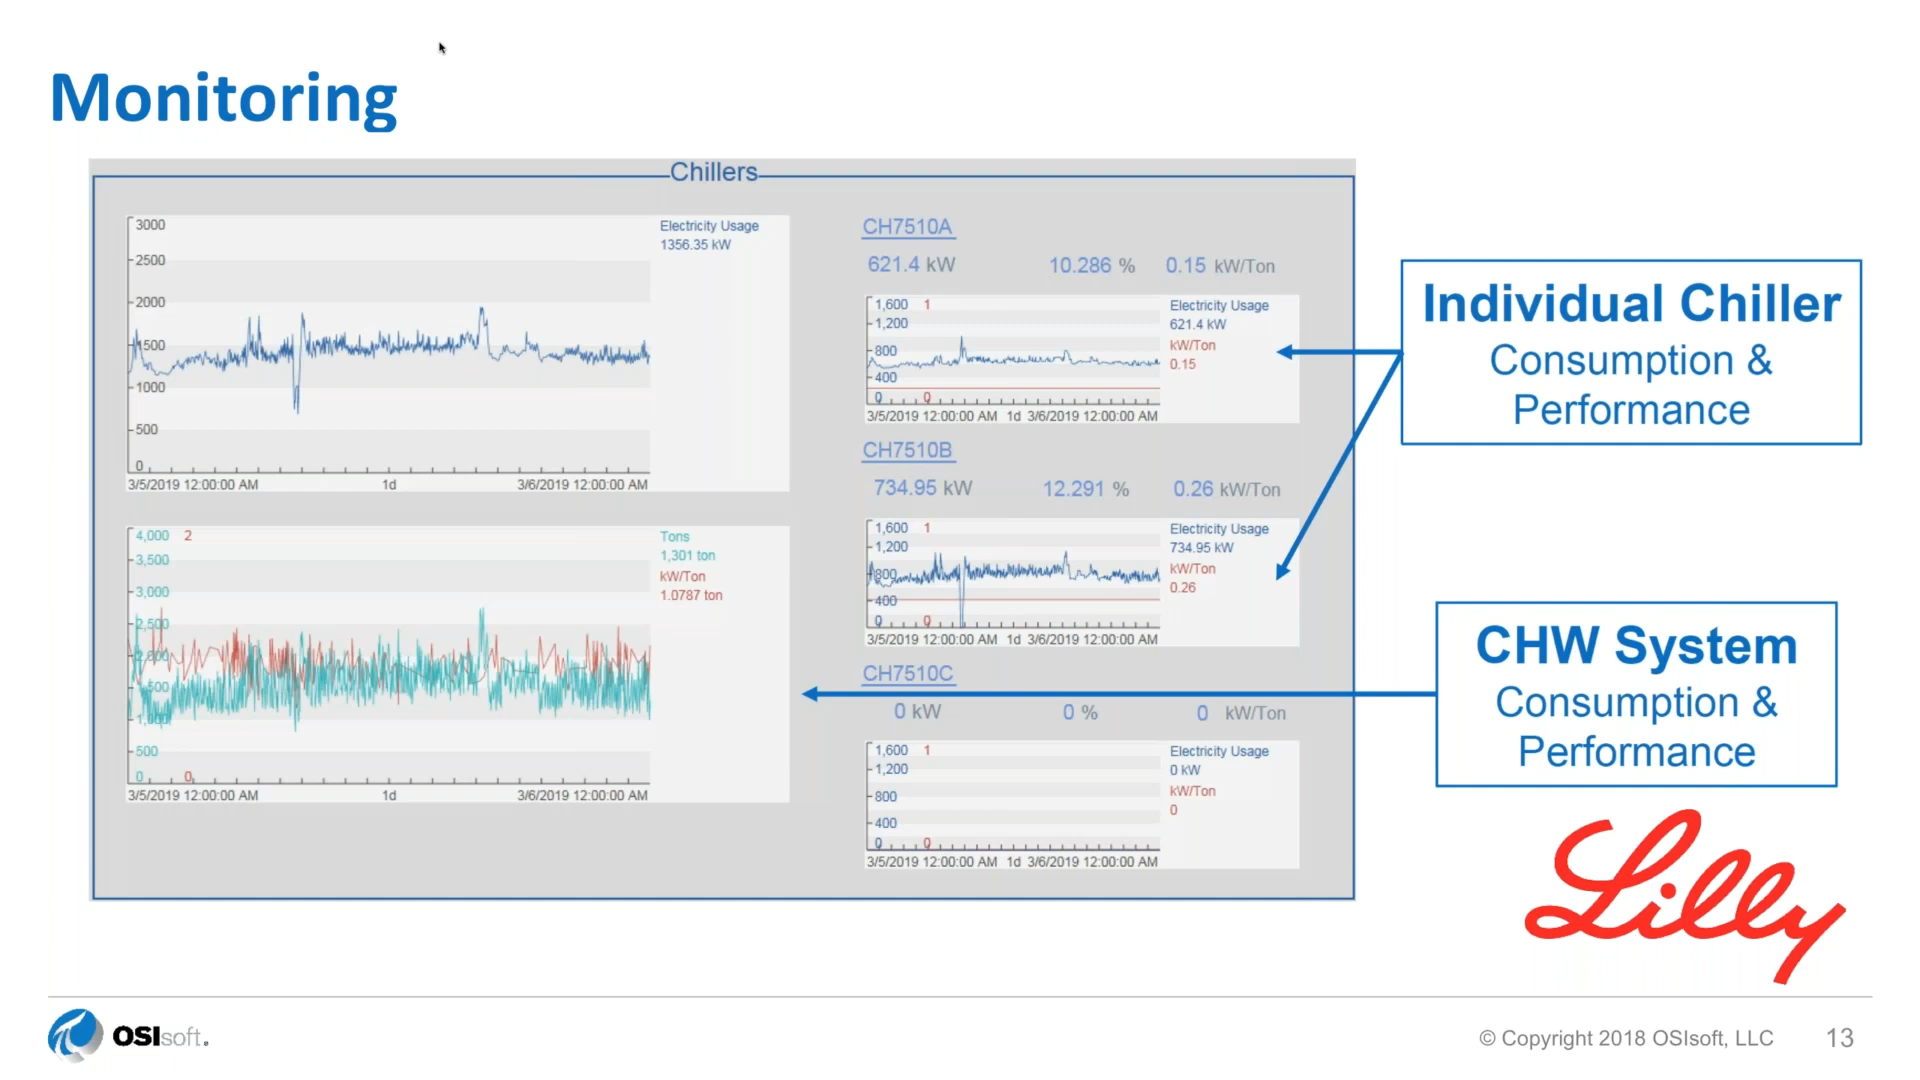 Monitoring
Chillers
3000
2500
2000
1500
1000
500
0
3/5/2019 12:00:00 AM 1d 3/6/2019 12:00:00 AM
Electricity Usage
1356.35 kW
4,000 2
3,500
3,000
2,500
2,000
1,500
1,000
500
0 0
3/5/2019 12:00:00 AM 1d 3/6/2019 12:00:00 AM
Tons
1,301 ton
kW/Ton
1.0787 ton
CH7510A
621.4 kW 10.286 % 0.15 kW/Ton
1,600 1
1,200
800
400
0 0
3/5/2019 12:00:00 AM 1d 3/6/2019 12:00:00 AM
Electricity Usage
621.4 kW
kW/Ton
0.15
CH7510B
734.95 kW 12.291 % 0.26 kW/Ton
1,600 1
1,200
800
400
0 0
3/5/2019 12:00:00 AM 1d 3/6/2019 12:00:00 AM
Electricity Usage
734.95 kW
kW/Ton
0.26
CH7510C
0 kW 0 % 0 kW/Ton
1,600 1
1,200
800
400
0 0
3/5/2019 12:00:00 AM 1d 3/6/2019 12:00:00 AM
Electricity Usage
0 kW
kW/Ton
0
Individual Chiller
Consumption &
Performance
CHW System
Consumption &
Performance
Lilly
OSIsoft.
© Copyright 2018 OSIsoft, LLC 13